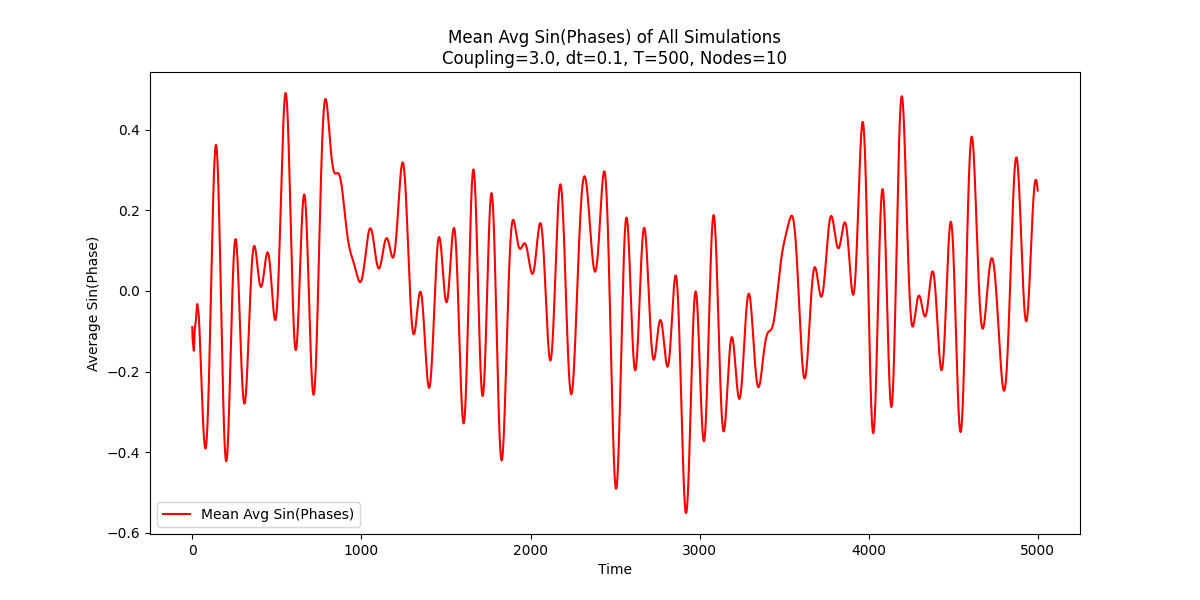 Mean Avg Sin(Phases) of All Simulations
Coupling=3.0, dt=0.1, T=500, Nodes=10
Average Sin(Phase)
0.4
0.2
0.0
−0.2
−0.4
−0.6
Mean Avg Sin(Phases)
0
1000
2000
3000
4000
5000
Time